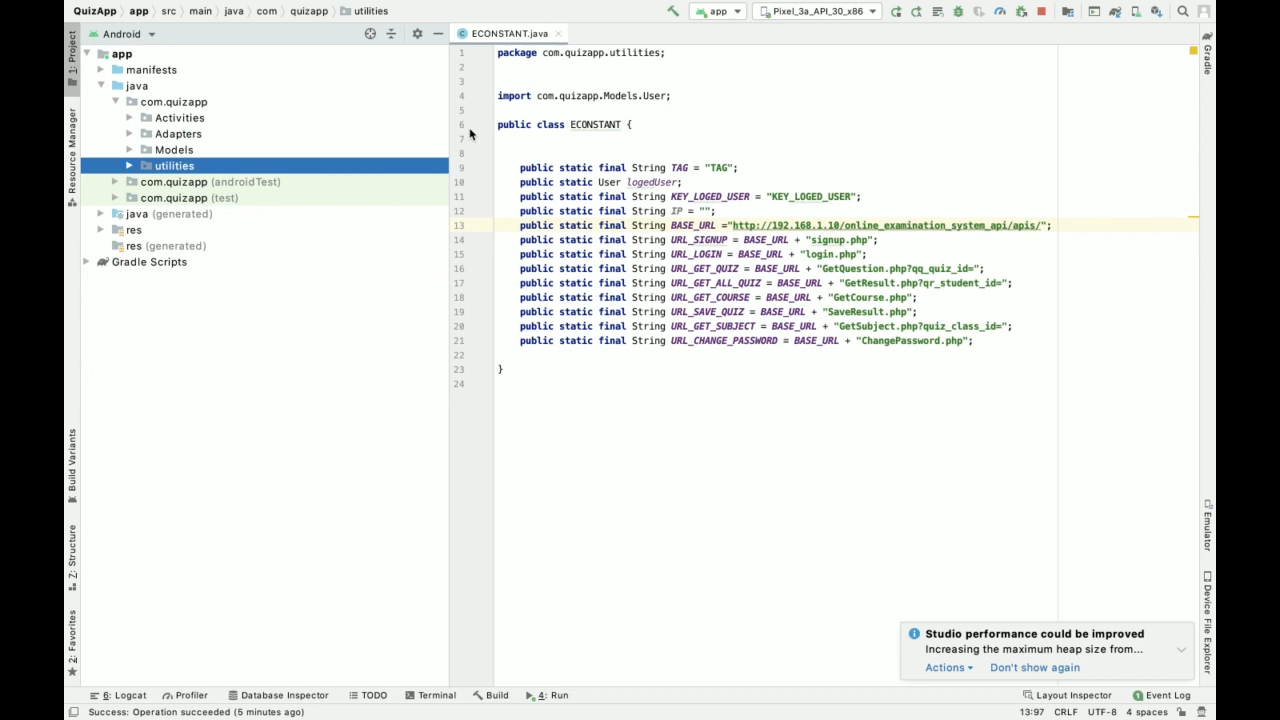 QuizApp app src main java com quizapp utilities app Pixel_3a_API_30_x86
Android
ECONSTANT.java
1: Project
Resource Manager
Build Variants
Z: Structure
2: Favorites
app
manifests
java
com.quizapp
Activities
Adapters
Models
utilities
com.quizapp (androidTest)
com.quizapp (test)
java (generated)
res
res (generated)
Gradle Scripts
1 package com.quizapp.utilities;
2
3
4 import com.quizapp.Models.User;
5
6 public class ECONSTANT {
7
8
9 public static final String TAG = "TAG";
10 public static User logedUser;
11 public static final String KEY_LOGED_USER = "KEY_LOGED_USER";
12 public static final String IP = "";
13 public static final String BASE_URL ="http://192.168.1.10/online_examination_system_api/apis/";
14 public static final String URL_SIGNUP = BASE_URL + "signup.php";
15 public static final String URL_LOGIN = BASE_URL + "login.php";
16 public static final String URL_GET_QUIZ = BASE_URL + "GetQuestion.php?qq_quiz_id=";
17 public static final String URL_GET_ALL_QUIZ = BASE_URL + "GetResult.php?qr_student_id=";
18 public static final String URL_GET_COURSE = BASE_URL + "GetCourse.php";
19 public static final String URL_SAVE_QUIZ = BASE_URL + "SaveResult.php";
20 public static final String URL_GET_SUBJECT = BASE_URL + "GetSubject.php?quiz_class_id=";
21 public static final String URL_CHANGE_PASSWORD = BASE_URL + "ChangePassword.php";
22
23 }
24
Gradle
Emulator
Device File Explorer
Studio performance could be improved
Increasing the maximum heap size from...
Actions Don't show again
6: Logcat Profiler Database Inspector TODO Terminal Build 4: Run Layout Inspector 1 Event Log
Success: Operation succeeded (5 minutes ago) 13:97 CRLF UTF-8 4 spaces